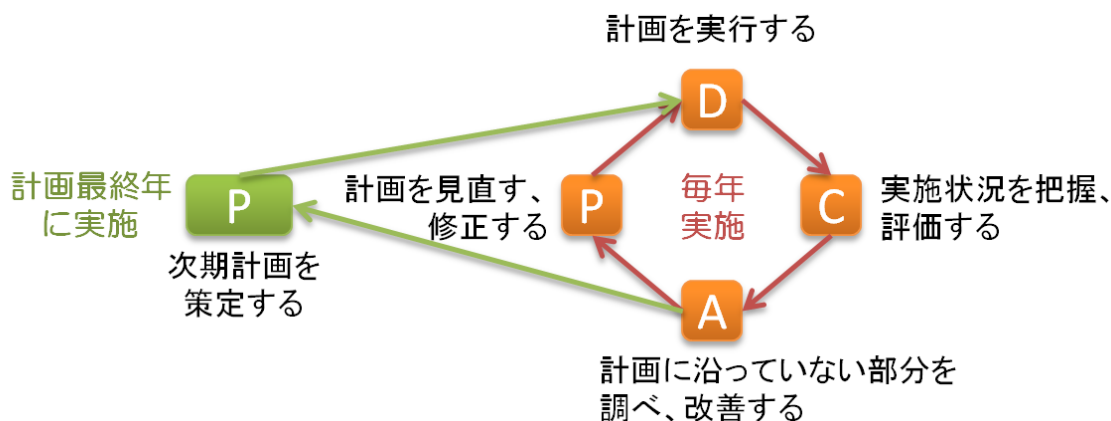 計画を実行する
D
計画最終年
に実施
P
次期計画を
策定する
計画を見直す、
修正する
P
毎年
実施
C
実施状況を把握、
評価する
A
計画に沿っていない部分を
調べ、改善する